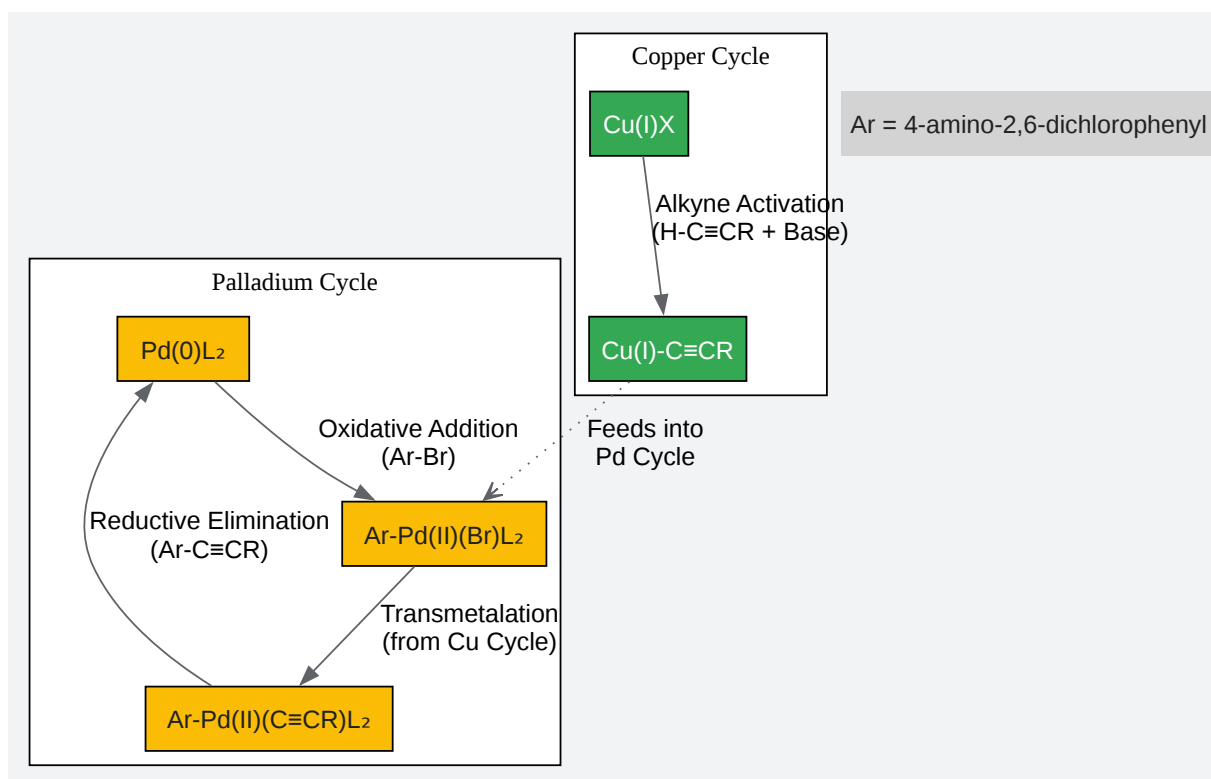 Copper Cycle
Cu(I)X
Ar = 4-amino-2,6-dichlorophenyl
Alkyne Activation
(H-C≡CR + Base)
Cu(I)-C≡CR
Feeds into
Pd Cycle
Palladium Cycle
Pd(0)L₂
Oxidative Addition
(Ar-Br)
Ar-Pd(II)(Br)L₂
Reductive Elimination
(Ar-C≡CR)
Transmetalation
(from Cu Cycle)
Ar-Pd(II)(C≡CR)L₂